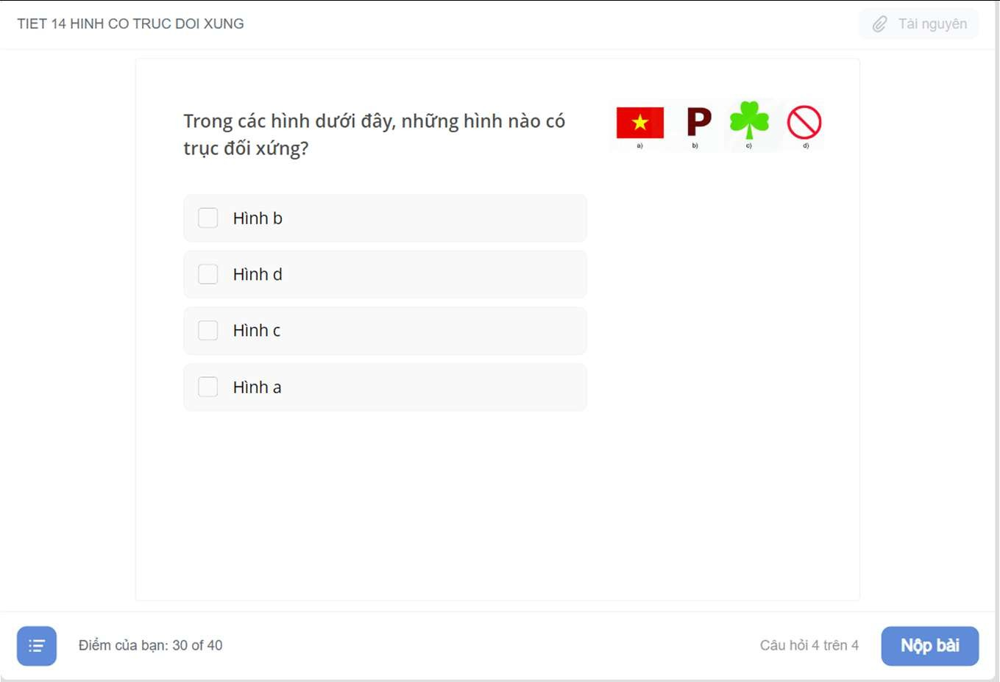 TIET 14 HINH CO TRUC DOI XUNG
Tài nguyên
Trong các hình dưới đây, những hình nào có
trục đối xứng?
P
a)
b)
c)
d)
Hình b
Hình d
Hình c
Hình a
Điểm của bạn: 30 of 40
Câu hỏi 4 trên 4
Nộp bài